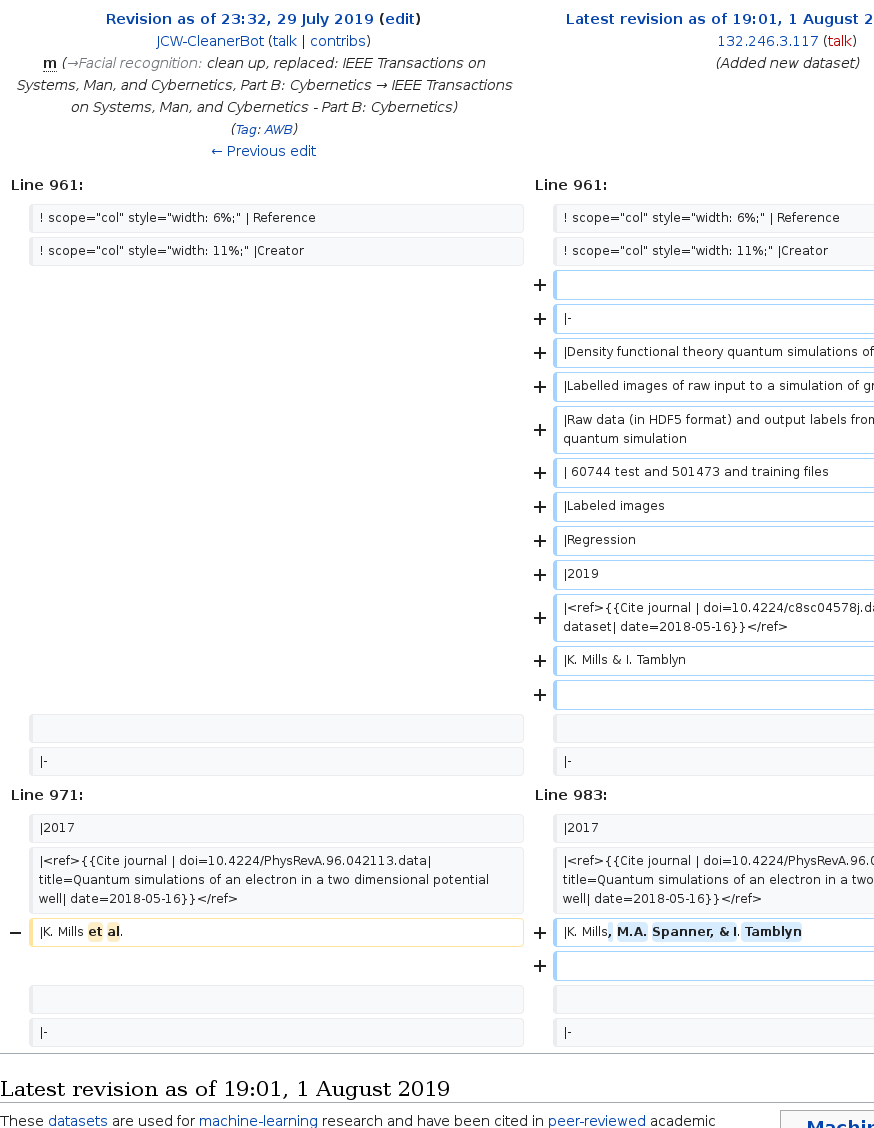 Revision as of 23:32, 29 July 2019 (edit)
JCW-CleanerBot (talk | contribs)
m (→Facial recognition: clean up, replaced: IEEE Transactions on
Systems, Man, and Cybernetics, Part B: Cybernetics → IEEE Transactions
on Systems, Man, and Cybernetics - Part B: Cybernetics)
(Tag: AWB)
← Previous edit
Latest revision as of 19:01, 1 August 2
132.246.3.117 (talk)
(Added new dataset)
Line 961:
Line 961:
! scope="col" style="width: 6%;" | Reference
! scope="col" style="width: 6%;" | Reference
! scope="col" style="width: 11%;" |Creator
! scope="col" style="width: 11%;" |Creator
+
+ |-
+ |Density functional theory quantum simulations of
+ |Labelled images of raw input to a simulation of
+ |Raw data (in HDF5 format) and output labels from
quantum simulation
+ | 60744 test and 501473 and training files
+ |Labeled images
+ |Regression
+ |2019
+ |<ref>{{Cite journal | doi=10.4224/c8sc04578j.
dataset| date=2018-05-16}}</ref>
+ |K. Mills & I. Tamblyn
+
|-
|-
Line 971:
Line 983:
|2017
|2017
|<ref>{{Cite journal | doi=10.4224/PhysRevA.96.042113.data|
title=Quantum simulations of an electron in a two dimensional potential
well| date=2018-05-16}}</ref>
|<ref>{{Cite journal | doi=10.4224/PhysRevA.96.0
title=Quantum simulations of an electron in a two
well| date=2018-05-16}}</ref>
− |K. Mills et al.
+ |K. Mills, M.A. Spanner, & I. Tamblyn
+
|-
|-
Latest revision as of 19:01, 1 August 2019
These datasets are used for machine-learning research and have been cited in peer-reviewed academic